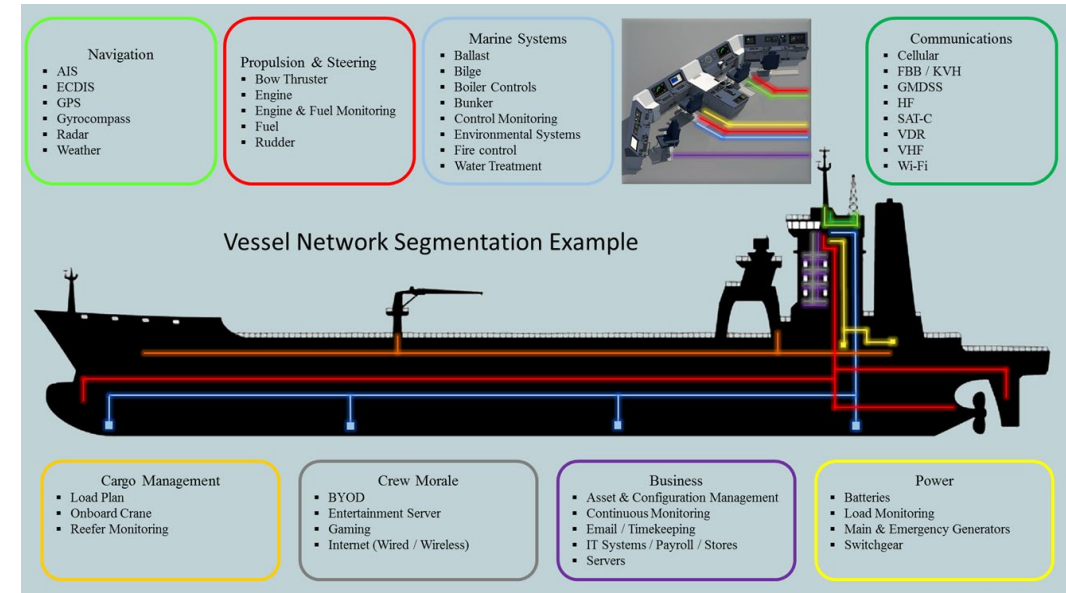 Navigation
▪ AIS
▪ ECDIS
▪ GPS
▪ Gyrocompass
▪ Radar
▪ Weather
Propulsion & Steering
▪ Bow Thruster
▪ Engine
▪ Engine & Fuel Monitoring
▪ Fuel
▪ Rudder
Marine Systems
▪ Ballast
▪ Bilge
▪ Boiler Controls
▪ Bunker
▪ Control Monitoring
▪ Environmental Systems
▪ Fire control
▪ Water Treatment
Communications
▪ Cellular
▪ FBB / KVH
▪ GMDSS
▪ HF
▪ SAT-C
▪ VDR
▪ VHF
▪ Wi-Fi
Vessel Network Segmentation Example
Cargo Management
▪ Load Plan
▪ Onboard Crane
▪ Reefer Monitoring
Crew Morale
▪ BYOD
▪ Entertainment Server
▪ Gaming
▪ Internet (Wired / Wireless)
Business
▪ Asset & Configuration Management
▪ Continuous Monitoring
▪ Email / Timekeeping
▪ IT Systems / Payroll / Stores
▪ Servers
Power
▪ Batteries
▪ Load Monitoring
▪ Main & Emergency Generators
▪ Switchgear